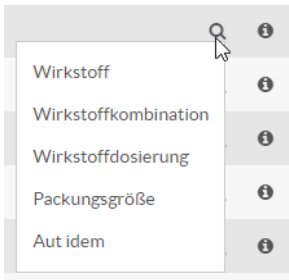 Wirkstoff
Wirkstoffkombination
Wirkstoffdosierung
Packungsgröße
Aut idem